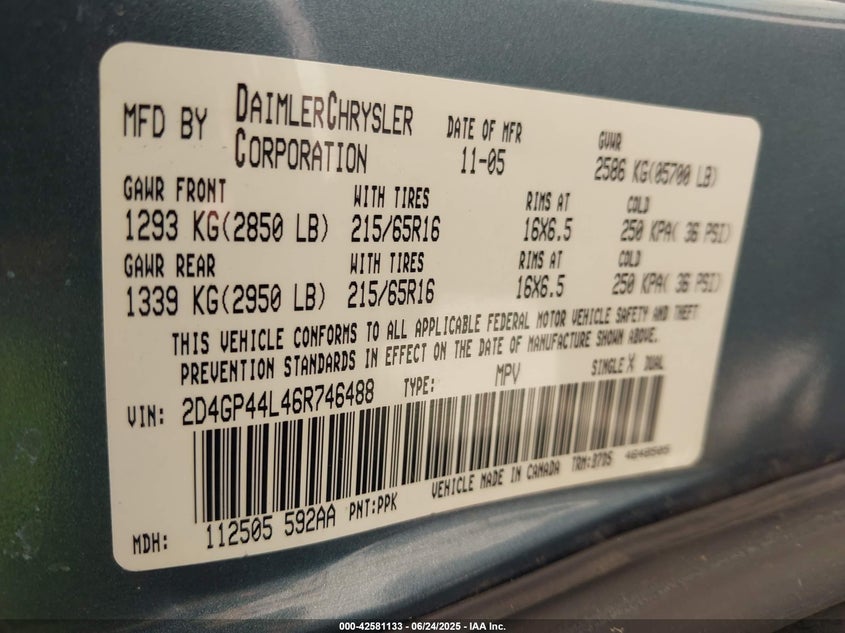 MFD BY DAIMLERCHRYSLER CORPORATION
DATE OF MFR 11-05
GVWR 2586 KG(05700 LB)
GAWR FRONT WITH TIRES RIMS AT COLD
1293 KG(2850 LB) 215/65R16 16X6.5 250 KPA( 36 PSI)
GAWR REAR WITH TIRES RIMS AT COLD
1339 KG(2950 LB) 215/65R16 16X6.5 250 KPA( 36 PSI)
THIS VEHICLE CONFORMS TO ALL APPLICABLE FEDERAL MOTOR VEHICLE SAFETY AND THEFT
PREVENTION STANDARDS IN EFFECT ON THE DATE OF MANUFACTURE SHOWN ABOVE.
VIN: 2D4GP44L46R746488 TYPE: MPV SINGLE X DUAL
VEHICLE MADE IN CANADA TRM:
MDH: 112505 592AA PNT:PPK
000-42581133 - 06/24/2025 - IAA Inc.